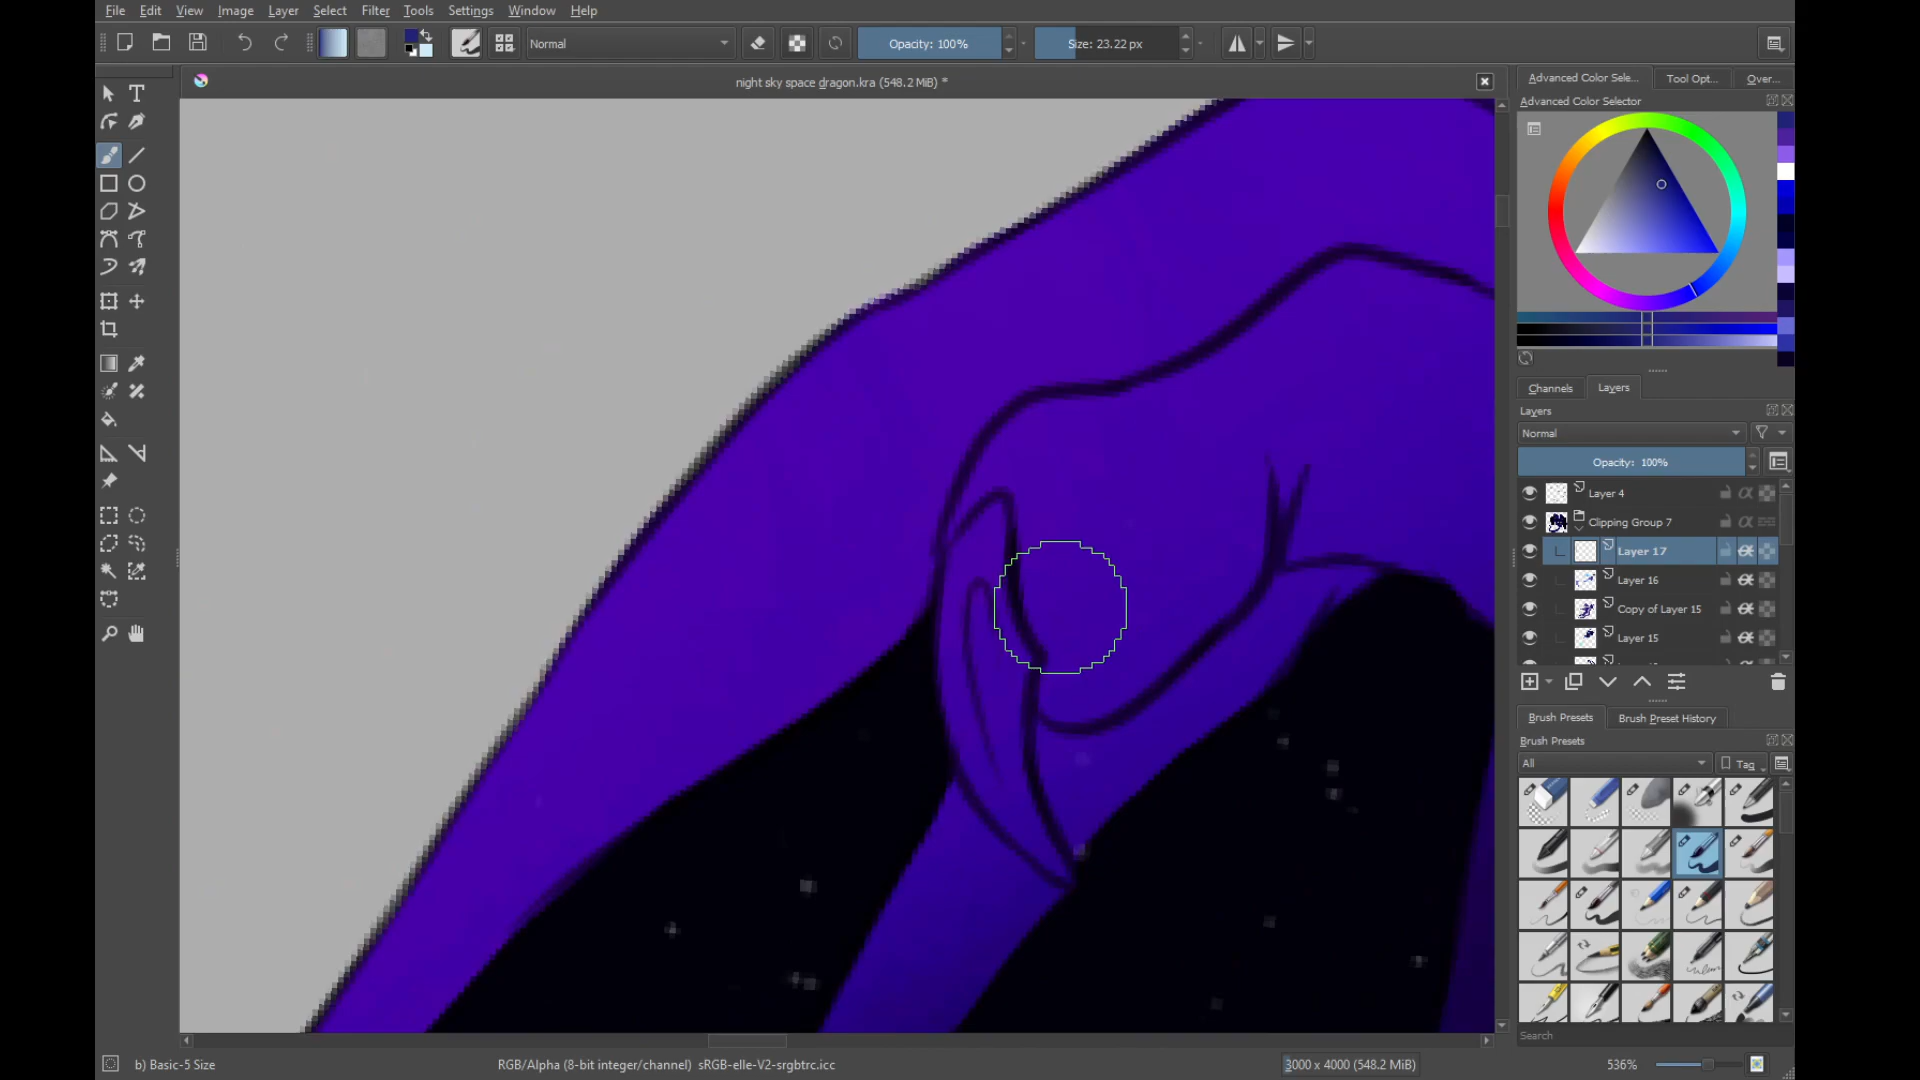 File Edit View Select Filter Tools Settings Window Help
Image Layer
Normal
Opacity: 100%
Size: 23.22 px
night sky space dragon.kra (548.2 MiB) *
Advanced Color Sele...
Tool Opt...
Over...
Advanced Color Selector
Channels
Layers
Layers
Normal
Opacity: 100%
Layer 4
Clipping Group 7
Layer 17
Layer 16
Copy of Layer 15
Layer 15
Brush Presets
Brush Preset History
Brush Presets
All
Tag
Search
b) Basic-5 Size
RGB/Alpha (8-bit integer/channel) sRGB-elle-V2-srgbtrc.icc
3000 x 4000 (548.2 MiB)
536%